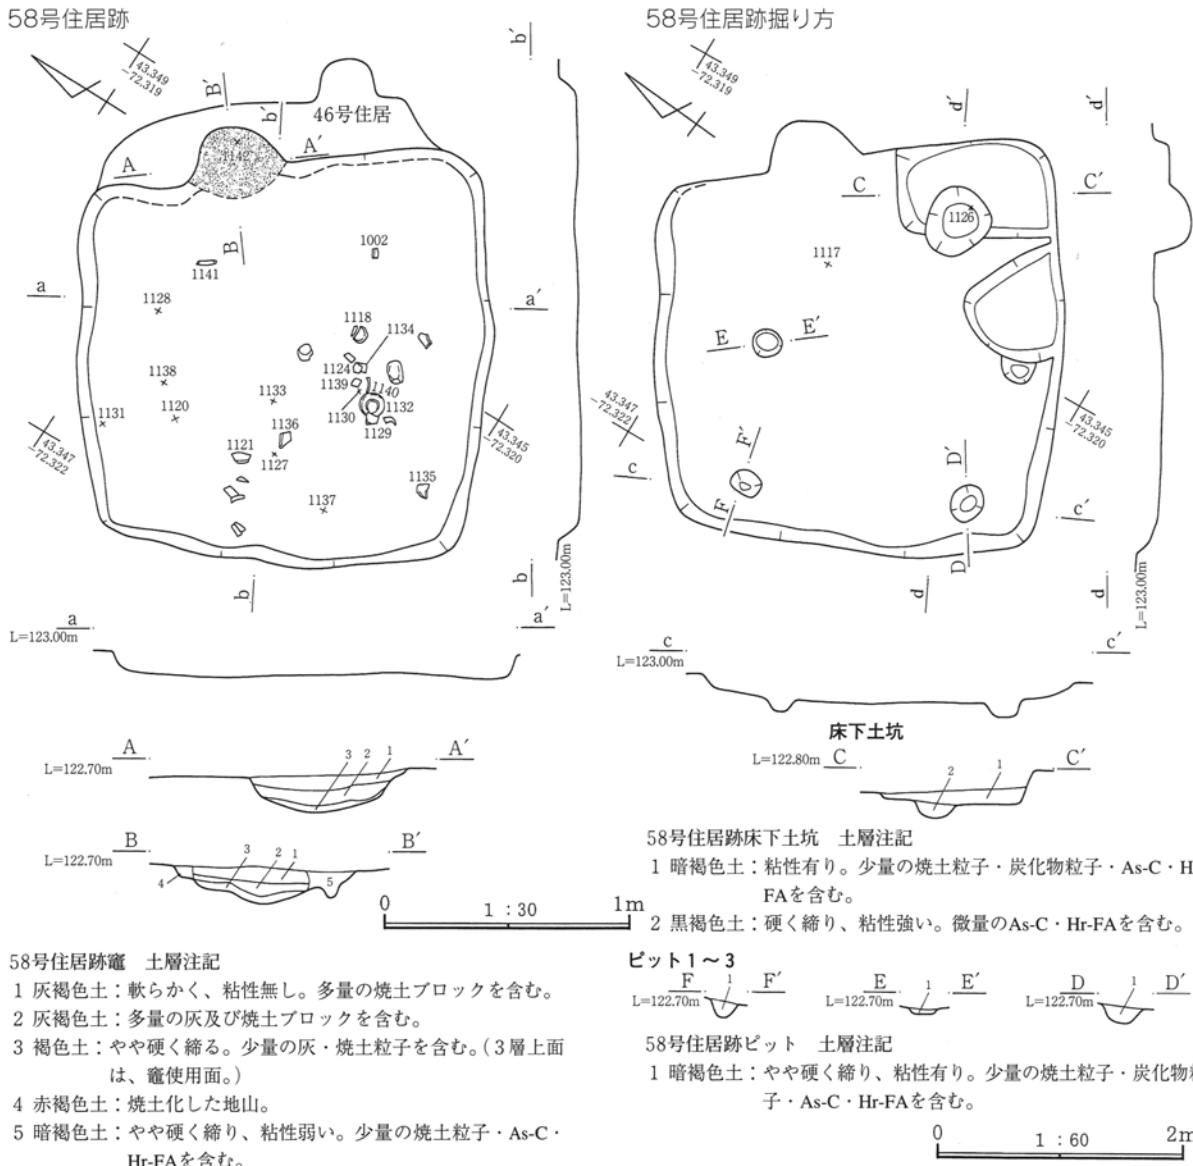 58号住居跡
43.349
-72.319
b′
B′
b′
46号住居
A
A′
1142
B
1002
1141
a
a′
1128
1118
1134
1124
1138
1139
1140
1133
1120
1131
1130
1132
1136
1129
1121
1127
43.347
-72.322
43.345
-72.320
1135
1137
b
b
L=123.00m
a
a′
L=123.00m
A
A′
L=122.70m
3
2
1
B
B′
L=122.70m
3
2
1
4
5
0
1：30
1m
58号住居跡竈　土層注記
1 灰褐色土：軟らかく、粘性無し。多量の焼土ブロックを含む。
2 灰褐色土：多量の灰及び焼土ブロックを含む。
3 褐色土：やや硬く締る。少量の灰・焼土粒子を含む。（3層上面
は、竈使用面。）
4 赤褐色土：焼土化した地山。
5 暗褐色土：やや硬く締り、粘性弱い。少量の焼土粒子・As-C・
Hr-FAを含む。
58号住居跡掘り方
43.349
-72.319
d′
d′
C
C′
1126
1117
E
E′
43.347
-72.322
43.345
-72.320
F′
F
D′
D
c
c′
d
d
L=123.00m
c
c′
L=123.00m
床下土坑
L=122.80m
C
C′
2
1
58号住居跡床下土坑　土層注記
1 暗褐色土：粘性有り。少量の焼土粒子・炭化物粒子・As-C・H
FAを含む。
2 黒褐色土：硬く締り、粘性強い。微量のAs-C・Hr-FAを含む。
ピット1～3
F
F′
L=122.70m
1
E
E′
L=122.70m
1
D
D′
L=122.70m
1
58号住居跡ピット　土層注記
1 暗褐色土：やや硬く締り、粘性有り。少量の焼土粒子・炭化物
子・As-C・Hr-FAを含む。
0
1：60
2m